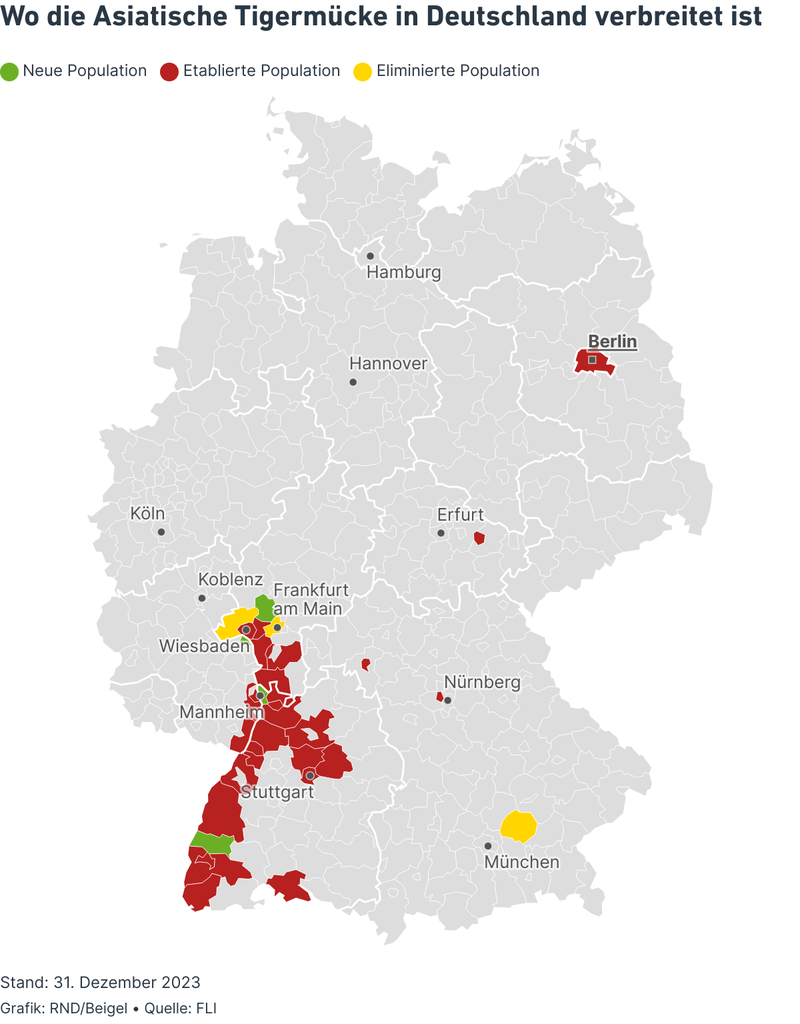 Wo die Asiatische Tigermücke in Deutschland verbreitet ist
Neue Population
Etablierte Population
Eliminierte Population
Hamburg
Berlin
Hannover
Köln
Erfurt
Koblenz
Frankfurt
am Main
Wiesbaden
Nürnberg
Mannheim
Stuttgart
München
Stand: 31. Dezember 2023
Grafik: RND/Beigel • Quelle: FLI